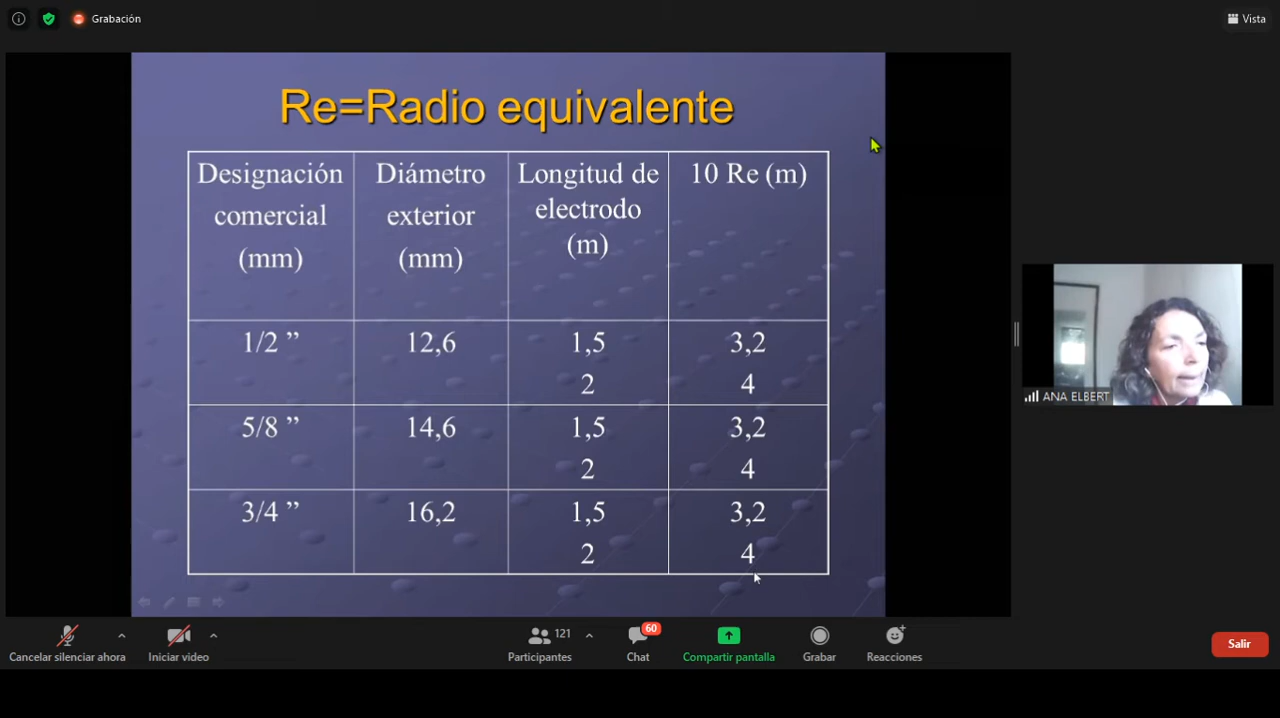 Grabación
Vista
Re=Radio equivalente
Designación comercial (mm)
Diámetro exterior (mm)
Longitud de electrodo (m)
10 Re (m)
1/2 ” 12,6 1,5 3,2
2 4
5/8 ” 14,6 1,5 3,2
2 4
3/4 ” 16,2 1,5 3,2
2 4
ANA ELBERT
Cancelar silenciar ahora
Iniciar video
121
Participantes
60
Chat
Compartir pantalla
Grabar
Reacciones
Salir